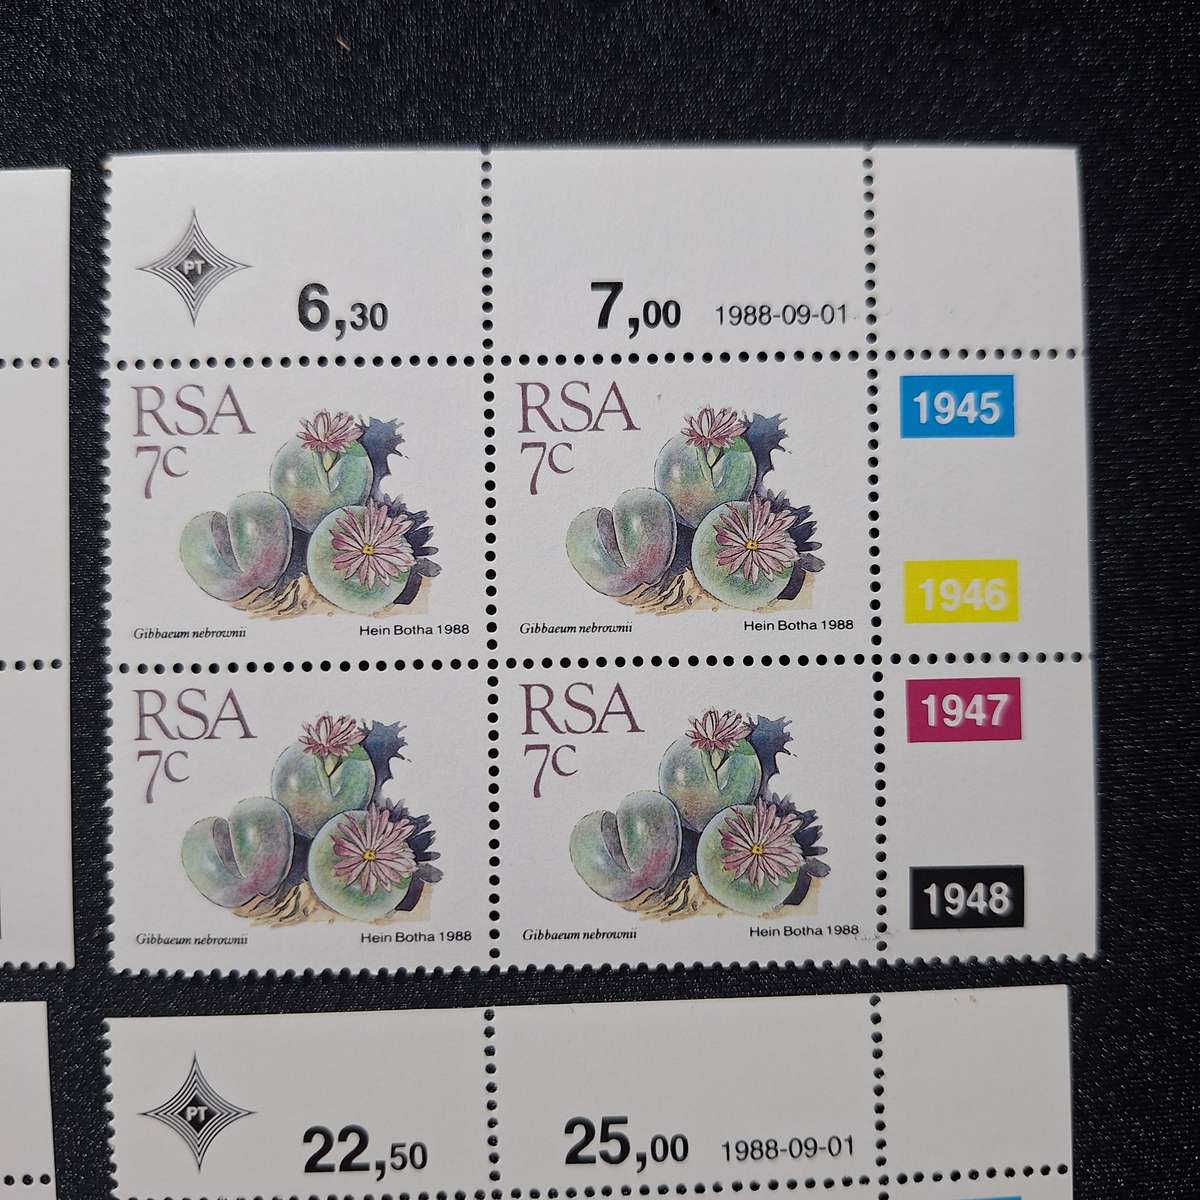 PT
6,30
7,00 1988-09-01
RSA
7c
Gibbaeum nebrownii
Hein Botha 1988
RSA
7c
Gibbaeum nebrownii
Hein Botha 1988
1945
1946
RSA
7c
Gibbaeum nebrownii
Hein Botha 1988
RSA
7c
Gibbaeum nebrownii
Hein Botha 1988
1947
1948
PT
22,50
25,00 1988-09-01